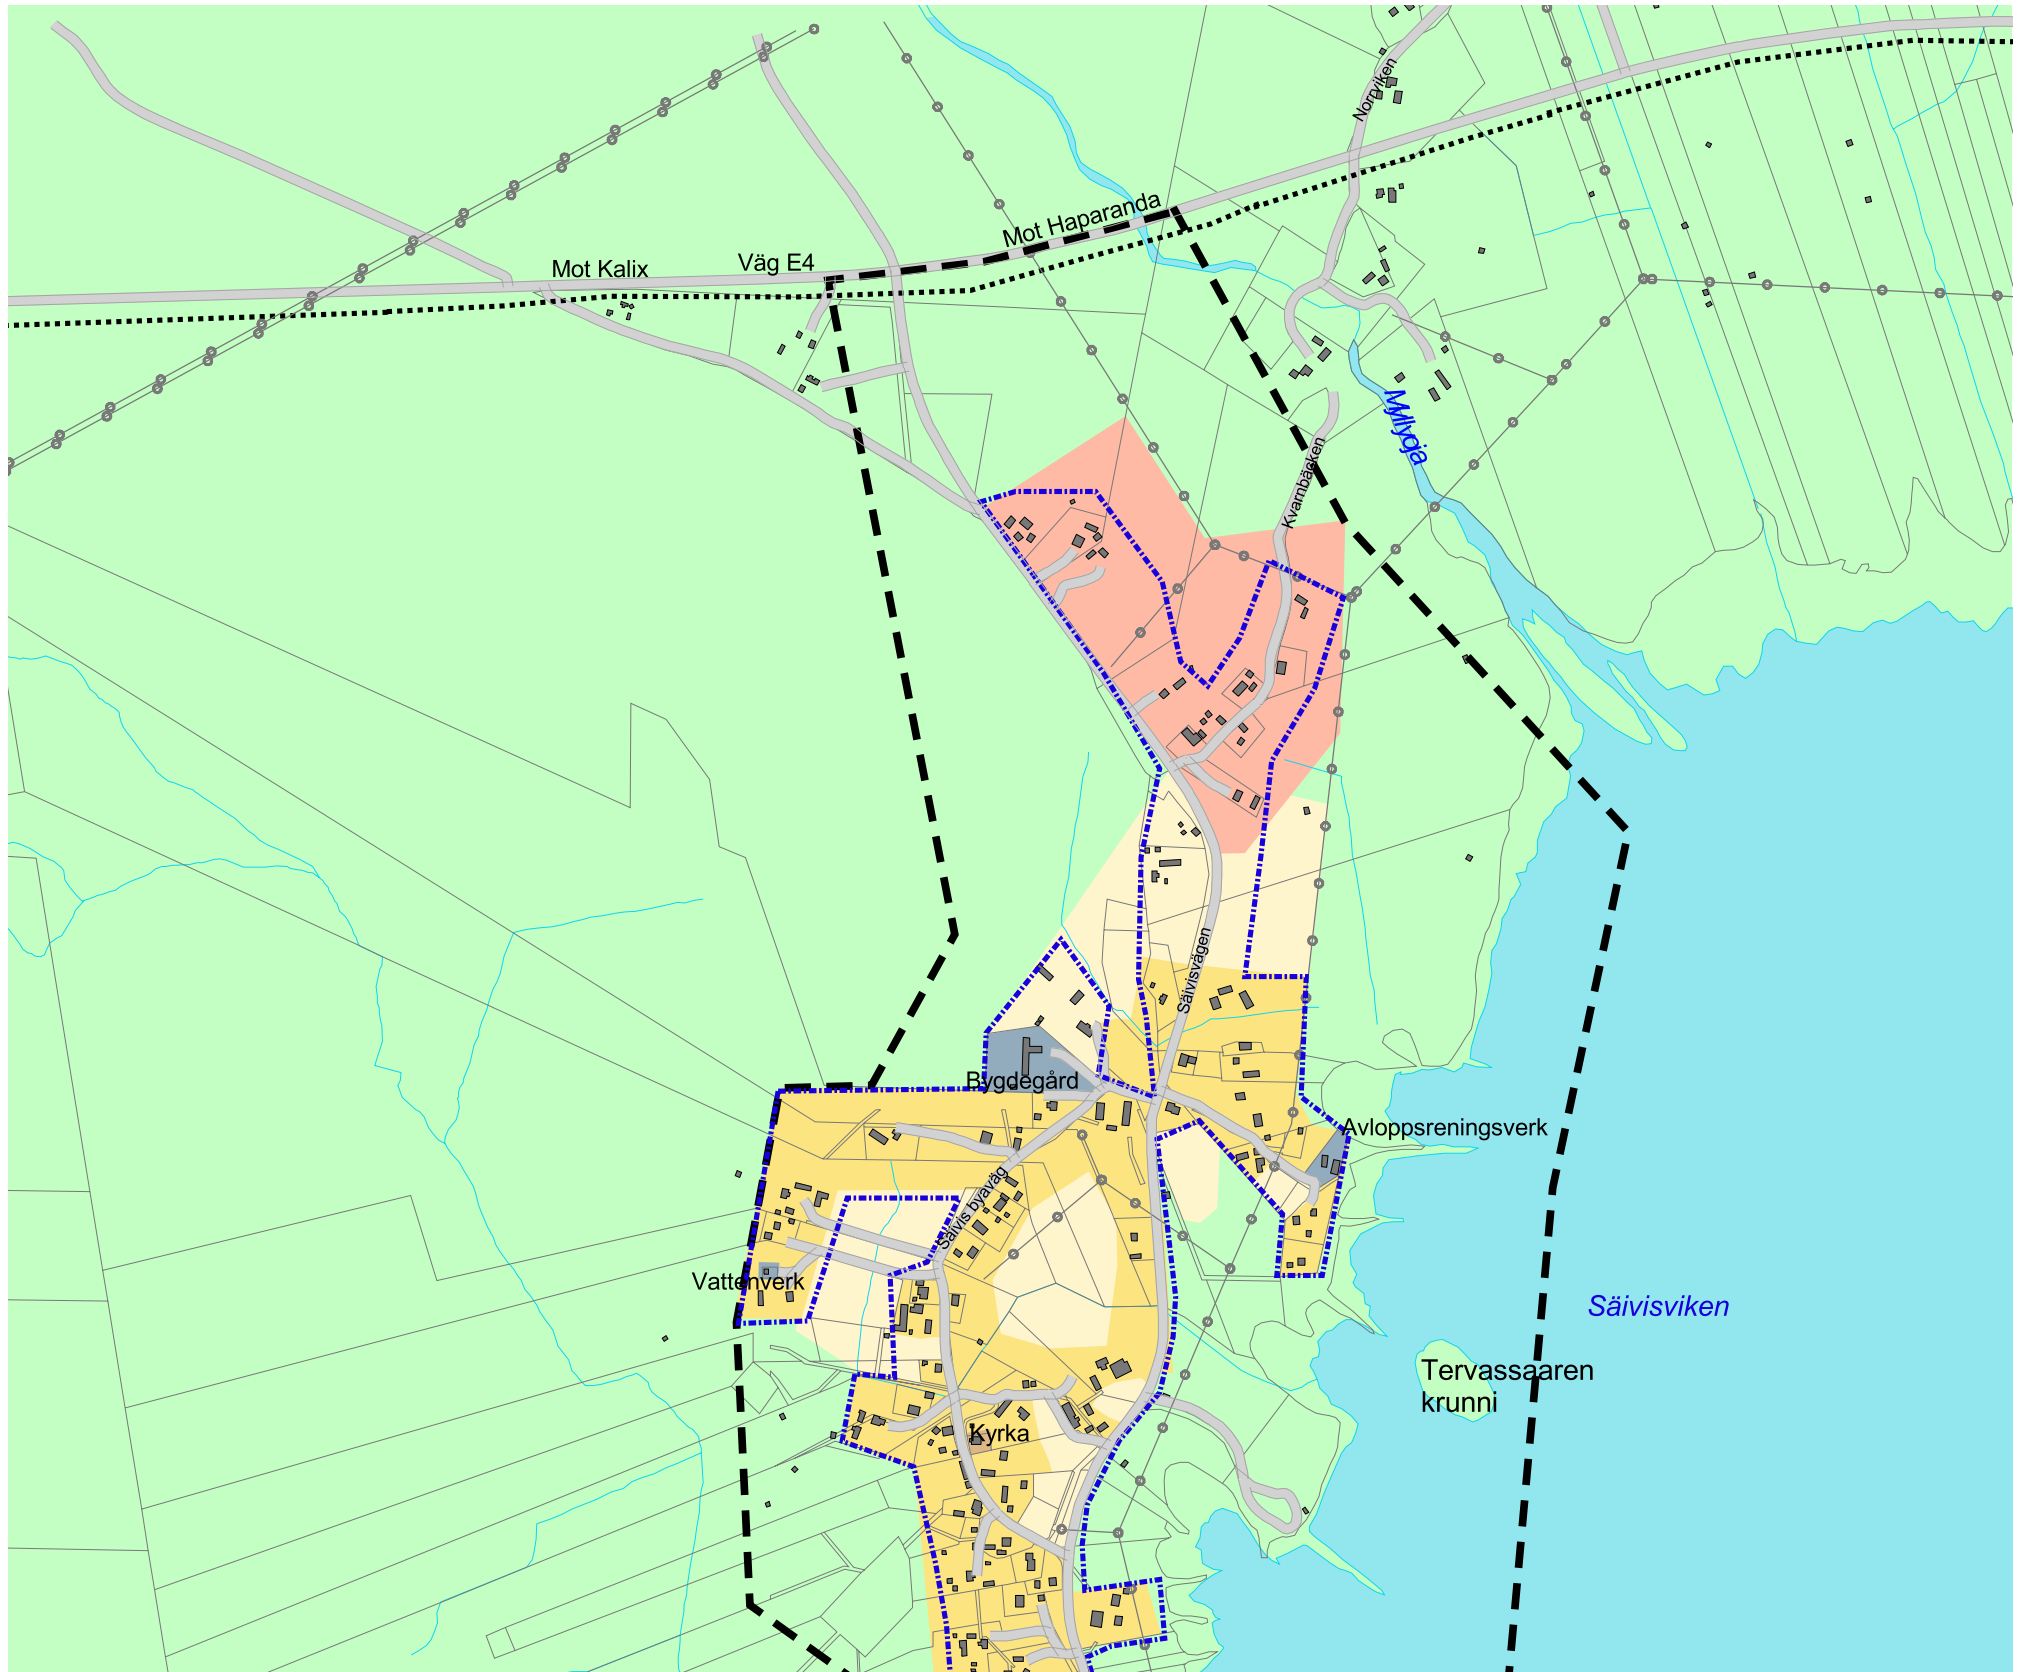 Norrviken
Mot Haparanda
Väg E4
Mot Kalix
Myllyoja
Kvarnbäcken
Säivisvägen
Bygdegård
Avloppsreningsverk
Säivis byaväg
Vattenverk
Säivisviken
Tervassaaren
krunni
Kyrka